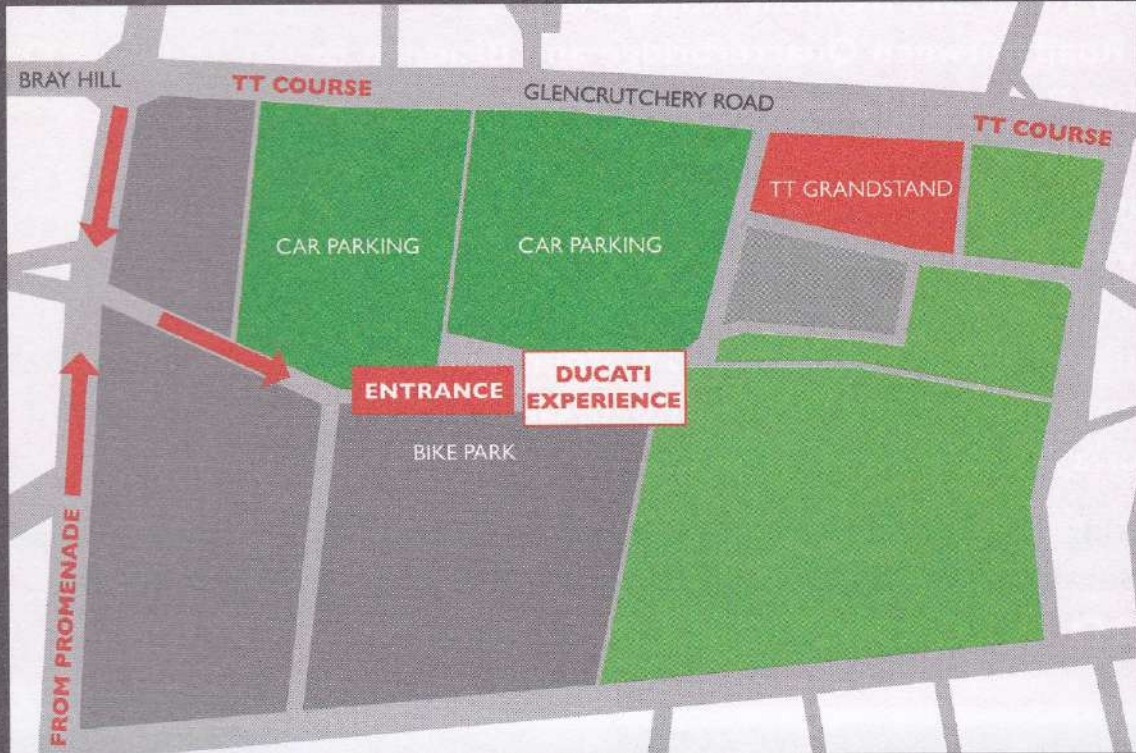 BRAY HILL
TT COURSE
GLENCRUTCHERY ROAD
TT COURSE
TT GRANDSTAND
CAR PARKING
CAR PARKING
ENTRANCE
DUCATI
EXPERIENCE
BIKE PARK
FROM PROMENADE